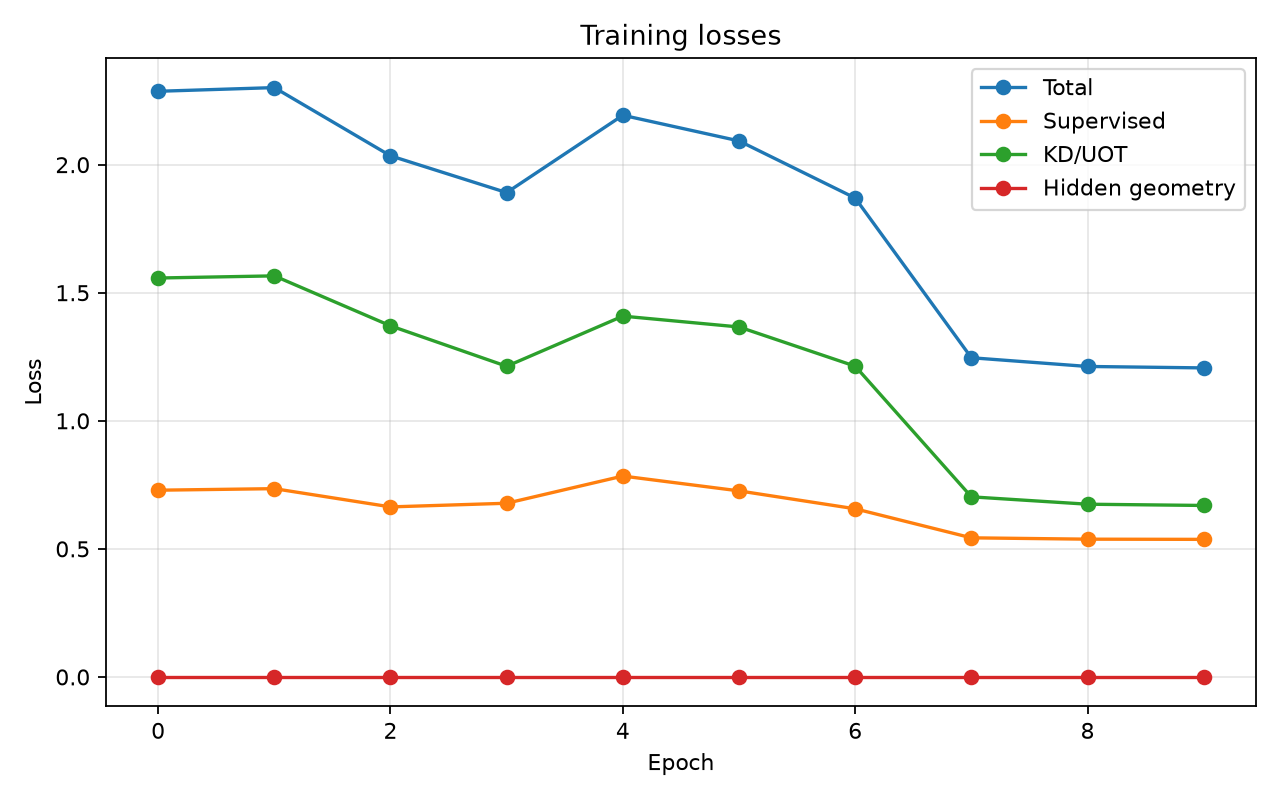 Training losses
Total
Supervised
KD/UOT
Hidden geometry
2.0
1.5
1.0
0.5
0.0
Loss
0 2 4 6 8
Epoch